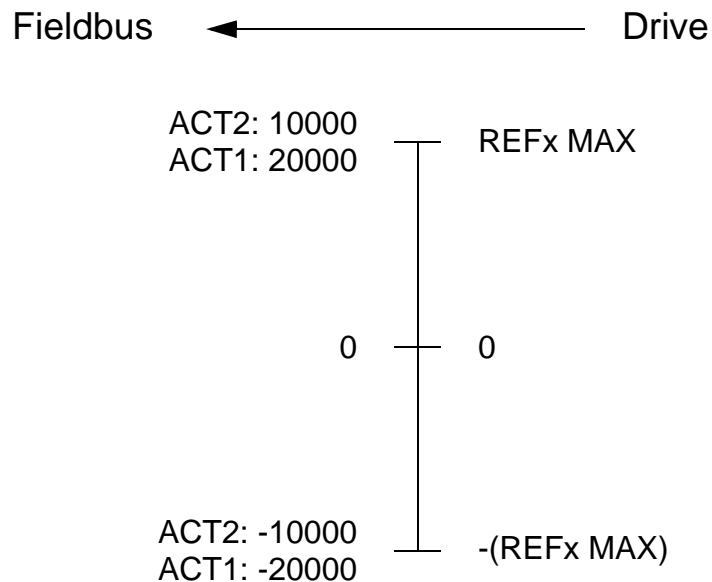 Fieldbus Drive
ACT2: 10000
ACT1: 20000
REFx MAX
0 0
ACT2: -10000
ACT1: -20000
-(REFx MAX)